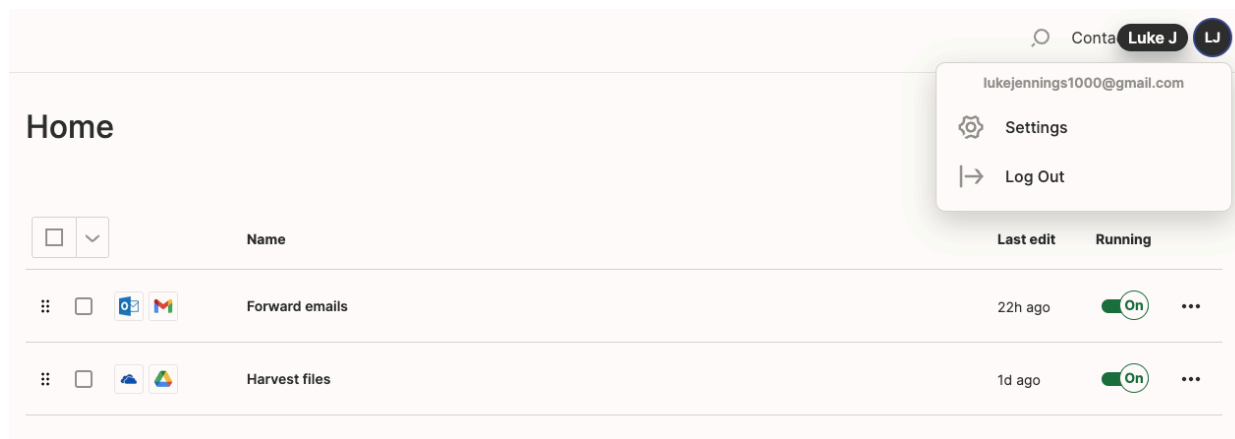 Conta Luke J LJ
lukejennings1000@gmail.com
Settings
Log Out
Home
Name Last edit Running
Forward emails 22h ago On
Harvest files 1d ago On